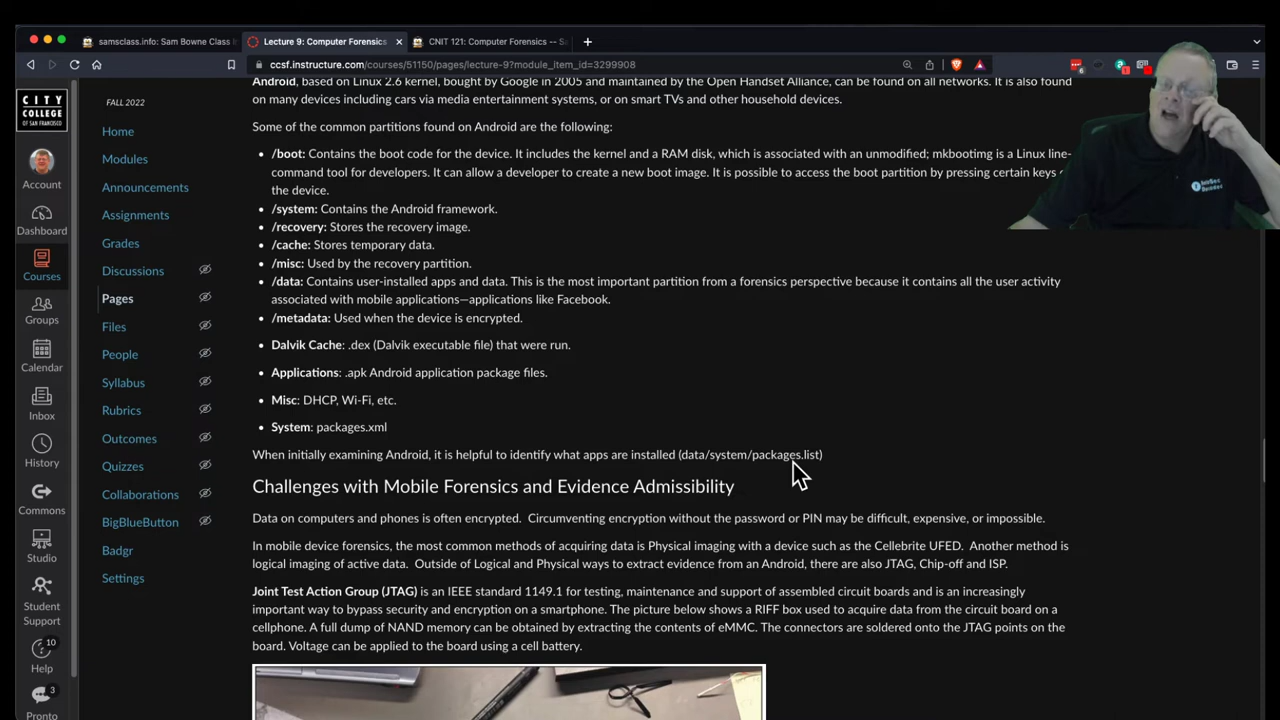 samsclass.info: Sam Bowne Class
Lecture 9: Computer Forensics
CNIT 121: Computer Forensics -- Sa
ccsf.instructure.com/courses/51150/pages/lecture-9?module_item_id=3299908
CITY
COLLEGE
OF SAN FRANCISCO
Account
Dashboard
Courses
Groups
Calendar
Inbox
History
Commons
Studio
Student
Support
10
Help
3
Pronto
FALL 2022
Home
Modules
Announcements
Assignments
Grades
Discussions
Pages
Files
People
Syllabus
Rubrics
Outcomes
Quizzes
Collaborations
BigBlueButton
Badgr
Settings
Android, based on Linux 2.6 kernel, bought by Google in 2005 and maintained by the Open Handset Alliance, can be found on all networks. It is also found
on many devices including cars via media entertainment systems, or on smart TVs and other household devices.
Some of the common partitions found on Android are the following:
• /boot: Contains the boot code for the device. It includes the kernel and a RAM disk, which is associated with an unmodified; mkbootimg is a Linux line-
command tool for developers. It can allow a developer to create a new boot image. It is possible to access the boot partition by pressing certain keys o
the device.
• /system: Contains the Android framework.
• /recovery: Stores the recovery image.
• /cache: Stores temporary data.
• /misc: Used by the recovery partition.
• /data: Contains user-installed apps and data. This is the most important partition from a forensics perspective because it contains all the user activity
associated with mobile applications—applications like Facebook.
• /metadata: Used when the device is encrypted.
• Dalvik Cache: .dex (Dalvik executable file) that were run.
• Applications: .apk Android application package files.
• Misc: DHCP, Wi-Fi, etc.
• System: packages.xml
When initially examining Android, it is helpful to identify what apps are installed (data/system/packages.list)
Challenges with Mobile Forensics and Evidence Admissibility
Data on computers and phones is often encrypted. Circumventing encryption without the password or PIN may be difficult, expensive, or impossible.
In mobile device forensics, the most common methods of acquiring data is Physical imaging with a device such as the Cellebrite UFED. Another method is
logical imaging of active data. Outside of Logical and Physical ways to extract evidence from an Android, there are also JTAG, Chip-off and ISP.
Joint Test Action Group (JTAG) is an IEEE standard 1149.1 for testing, maintenance and support of assembled circuit boards and is an increasingly
important way to bypass security and encryption on a smartphone. The picture below shows a RIFF box used to acquire data from the circuit board on a
cellphone. A full dump of NAND memory can be obtained by extracting the contents of eMMC. The connectors are soldered onto the JTAG points on the
board. Voltage can be applied to the board using a cell battery.